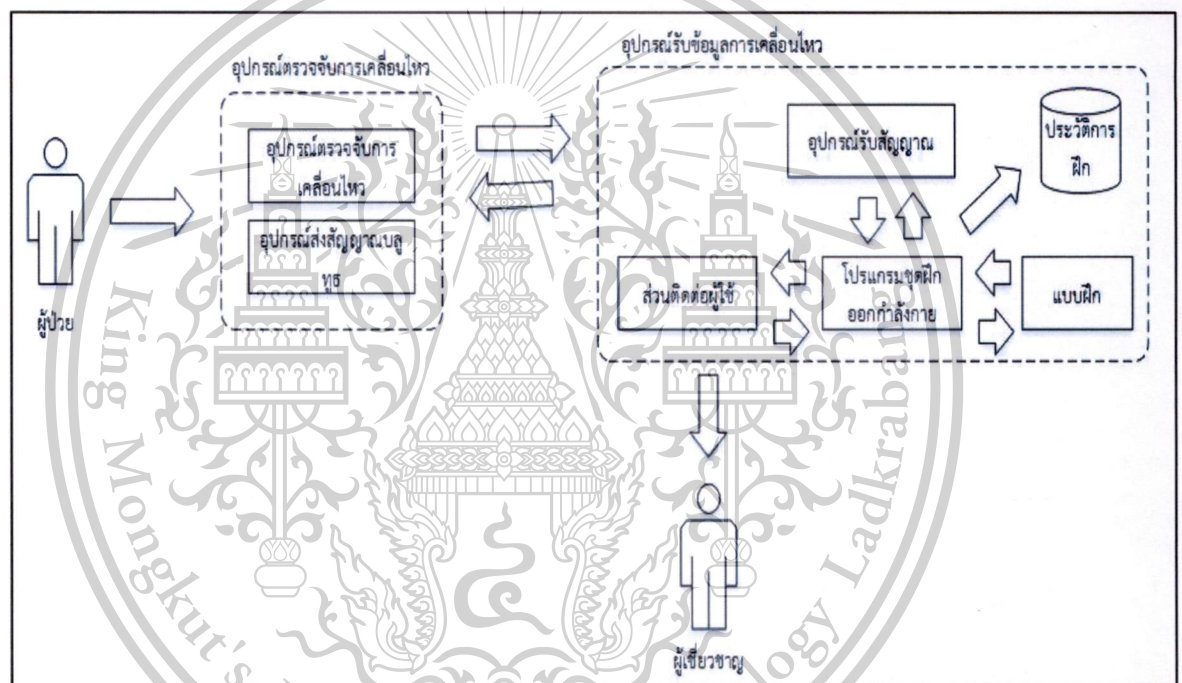 อุปกรณ์รับข้อมูลการเคลื่อนไหว
อุปกรณ์ตรวจจับการเคลื่อนไหว
อุปกรณ์ตรวจจับการ
เคลื่อนไหว
อุปกรณ์ส่งสัญญาณบลู
ทูธ
ผู้ป่วย
อุปกรณ์รับสัญญาณ
ประวัติการ
ฝึก
ส่วนติดต่อผู้ใช้
โปรแกรมชุดฝึก
ออกกำลังกาย
แบบฝึก
ผู้เชี่ยวชาญ
King Mongkut's
ology Ladkrabang